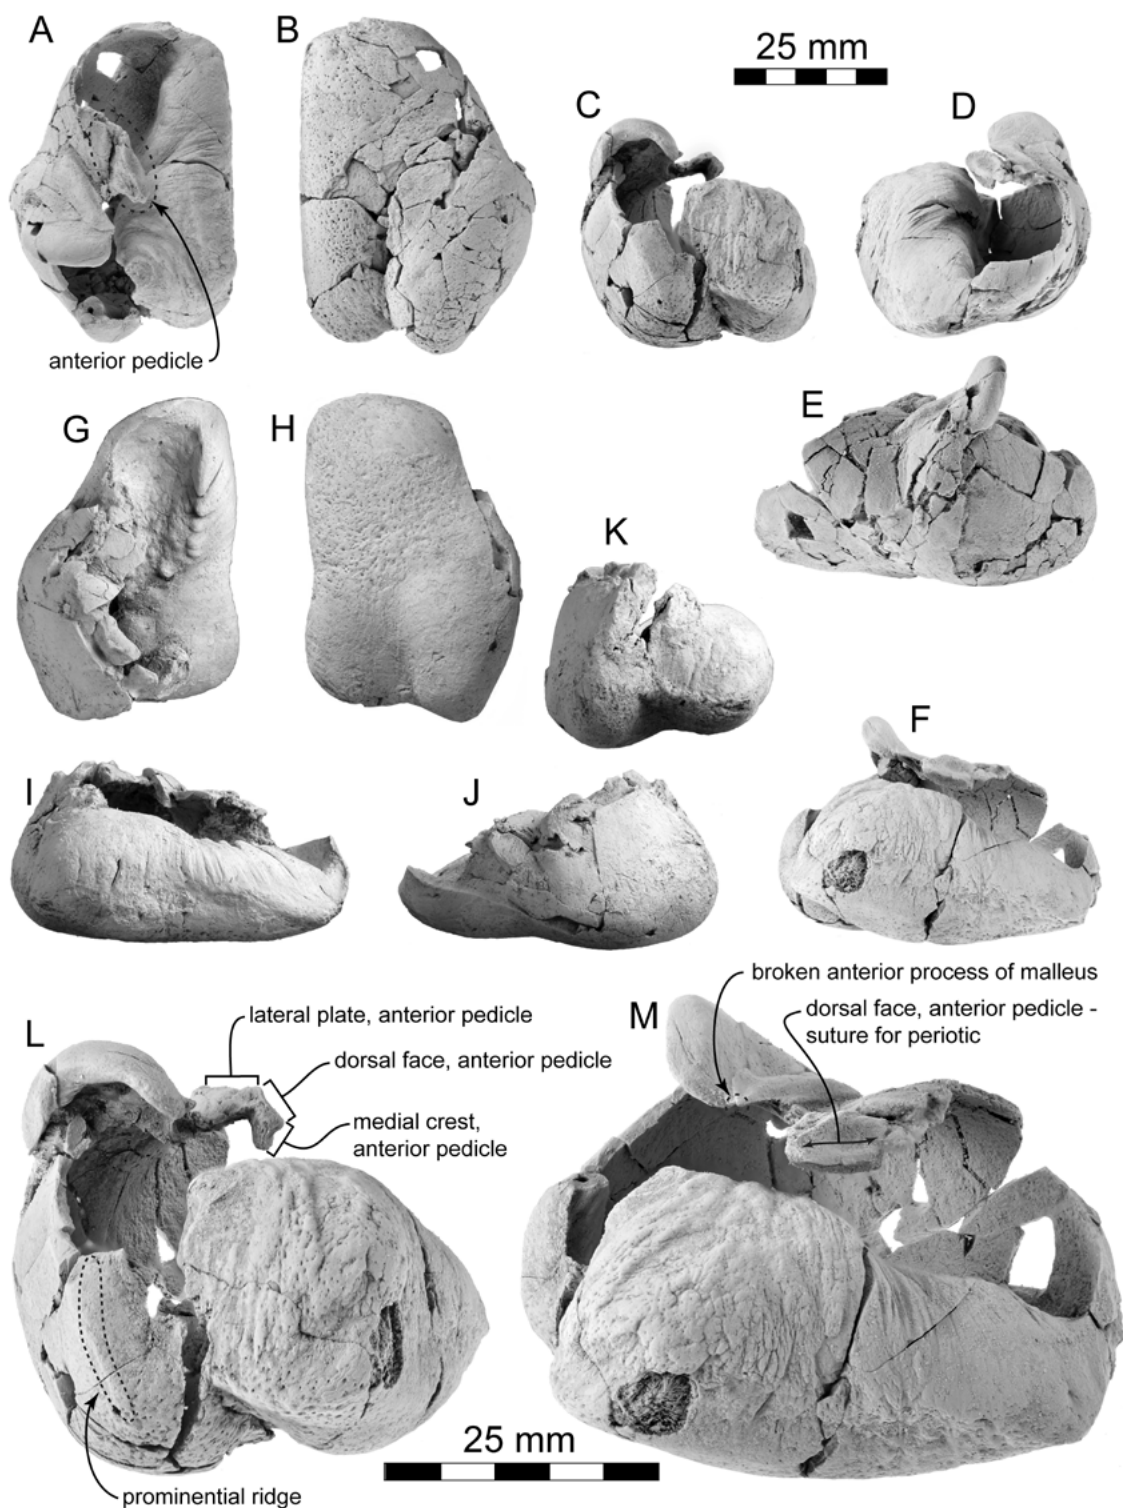 A
B
25 mm
C
D
anterior pedicle
E
G
H
K
F
I
J
broken anterior process of malleus
dorsal face, anterior pedicle -
suture for periotic
L
M
lateral plate, anterior pedicle
dorsal face, anterior pedicle
medial crest,
anterior pedicle
25 mm
prominential ridge